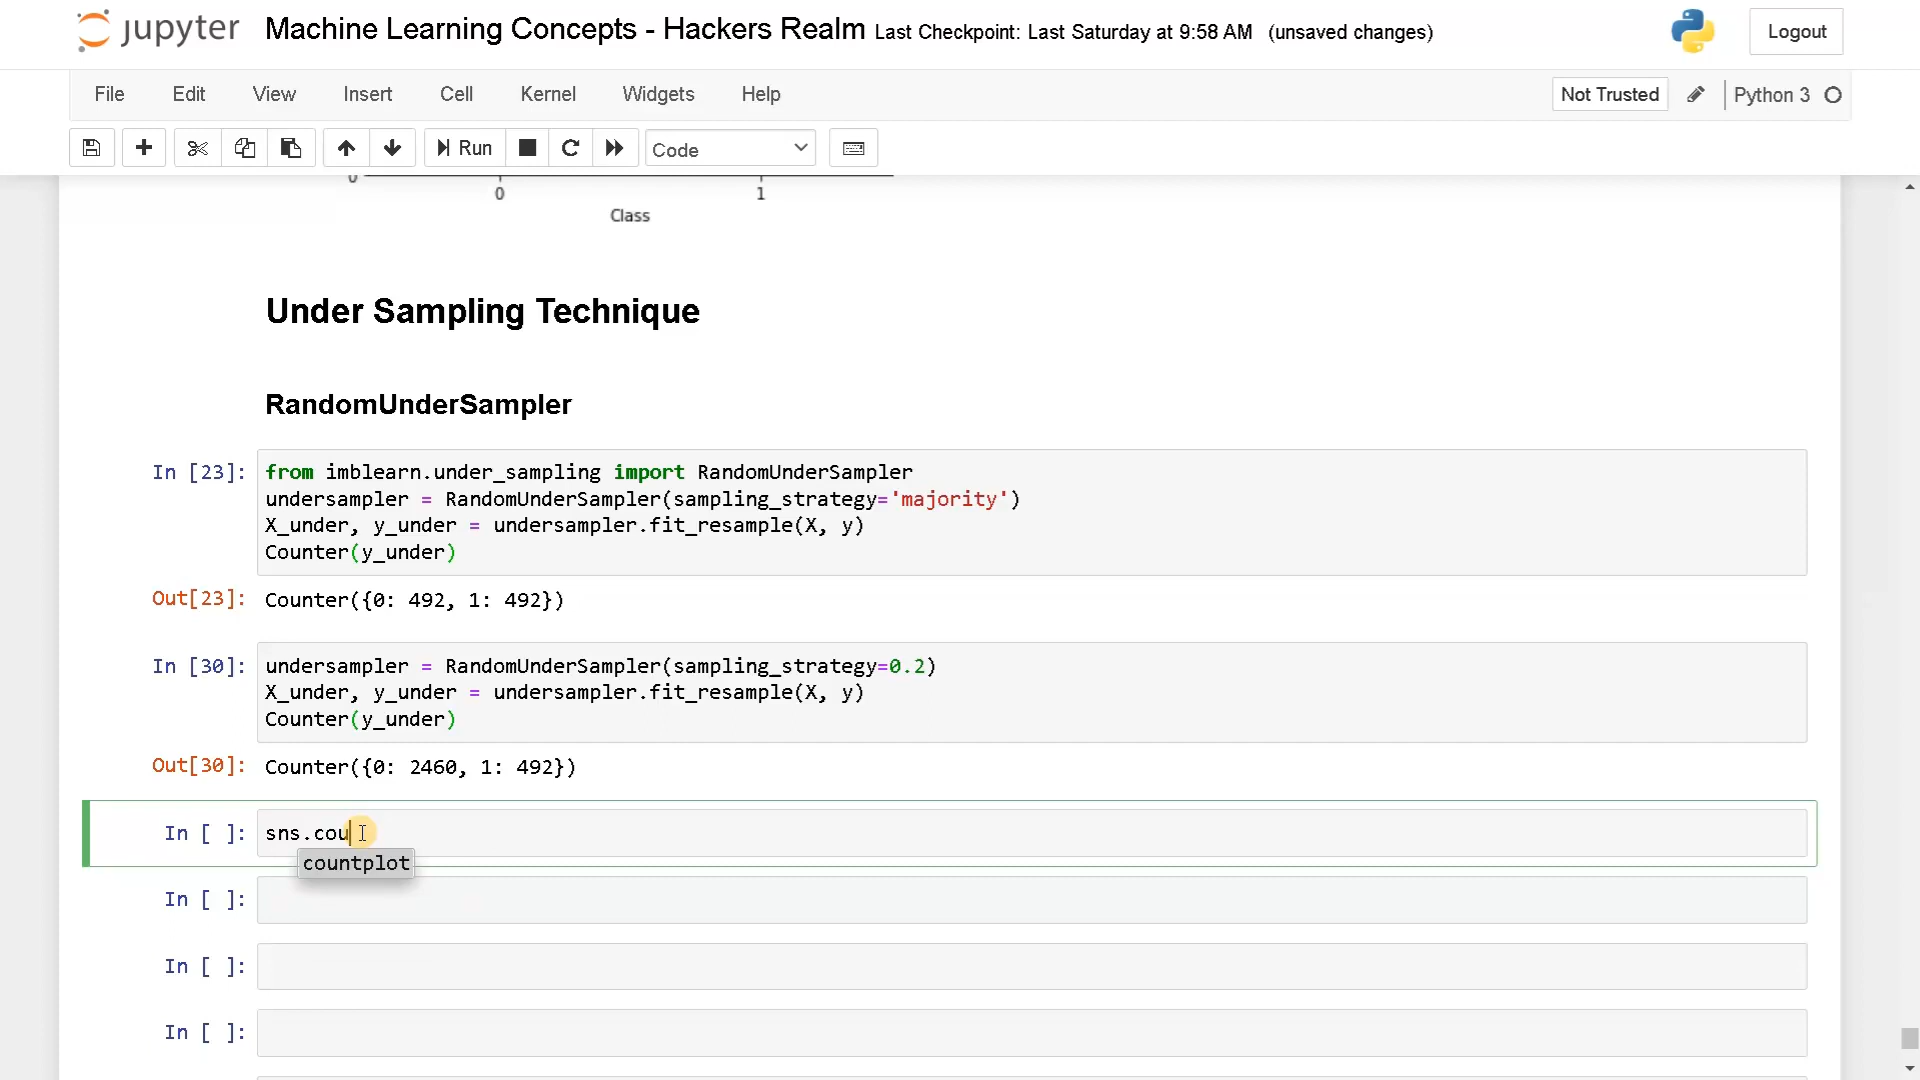 jupyter Machine Learning Concepts - Hackers Realm Last Checkpoint: Last Saturday at 9:58 AM (unsaved changes) Logout
File Edit View Insert Cell Kernel Widgets Help Not Trusted Python 3
Run Code
0
0 1
Class
Under Sampling Technique
RandomUnderSampler
In [23]: from imblearn.under_sampling import RandomUnderSampler
undersampler = RandomUnderSampler(sampling_strategy='majority')
X_under, y_under = undersampler.fit_resample(X, y)
Counter(y_under)
Out[23]: Counter({0: 492, 1: 492})
In [30]: undersampler = RandomUnderSampler(sampling_strategy=0.2)
X_under, y_under = undersampler.fit_resample(X, y)
Counter(y_under)
Out[30]: Counter({0: 2460, 1: 492})
In [ ]: sns.cou
countplot
In [ ]:
In [ ]:
In [ ]: